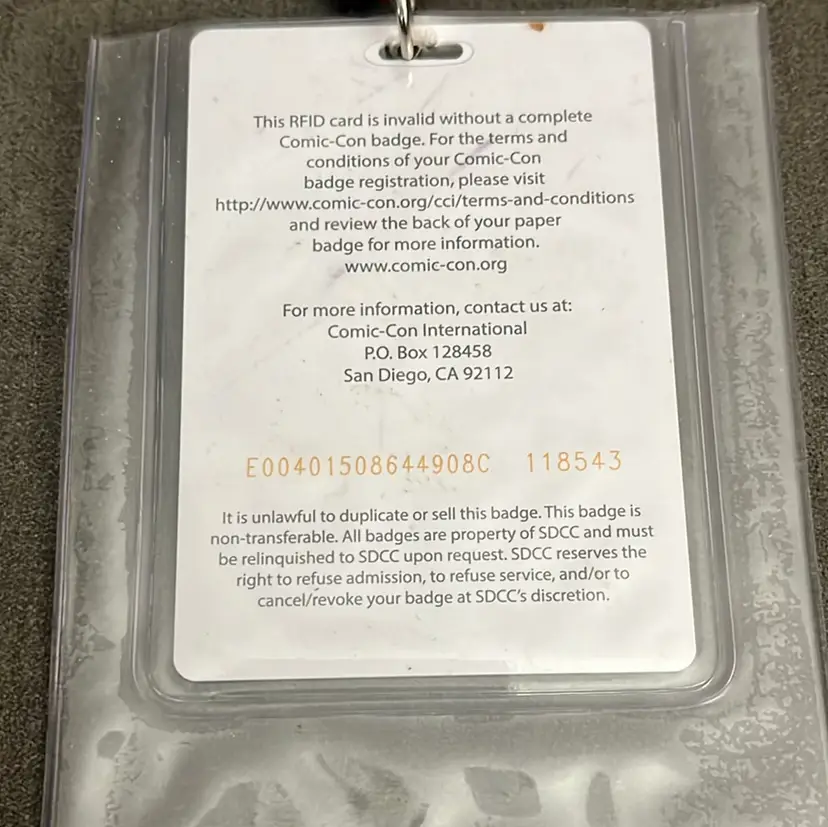 This RFID card is invalid without a complete
Comic-Con badge. For the terms and
conditions of your Comic-Con
badge registration, please visit
http://www.comic-con.org/cci/terms-and-conditions
and review the back of your paper
badge for more information.
www.comic-con.org
For more information, contact us at:
Comic-Con International
P.O. Box 128458
San Diego, CA 92112
E00401508644908C 118543
It is unlawful to duplicate or sell this badge. This badge is
non-transferable. All badges are property of SDCC and must
be relinquished to SDCC upon request. SDCC reserves the
right to refuse admission, to refuse service, and/or to
cancel/revoke your badge at SDCC's discretion.